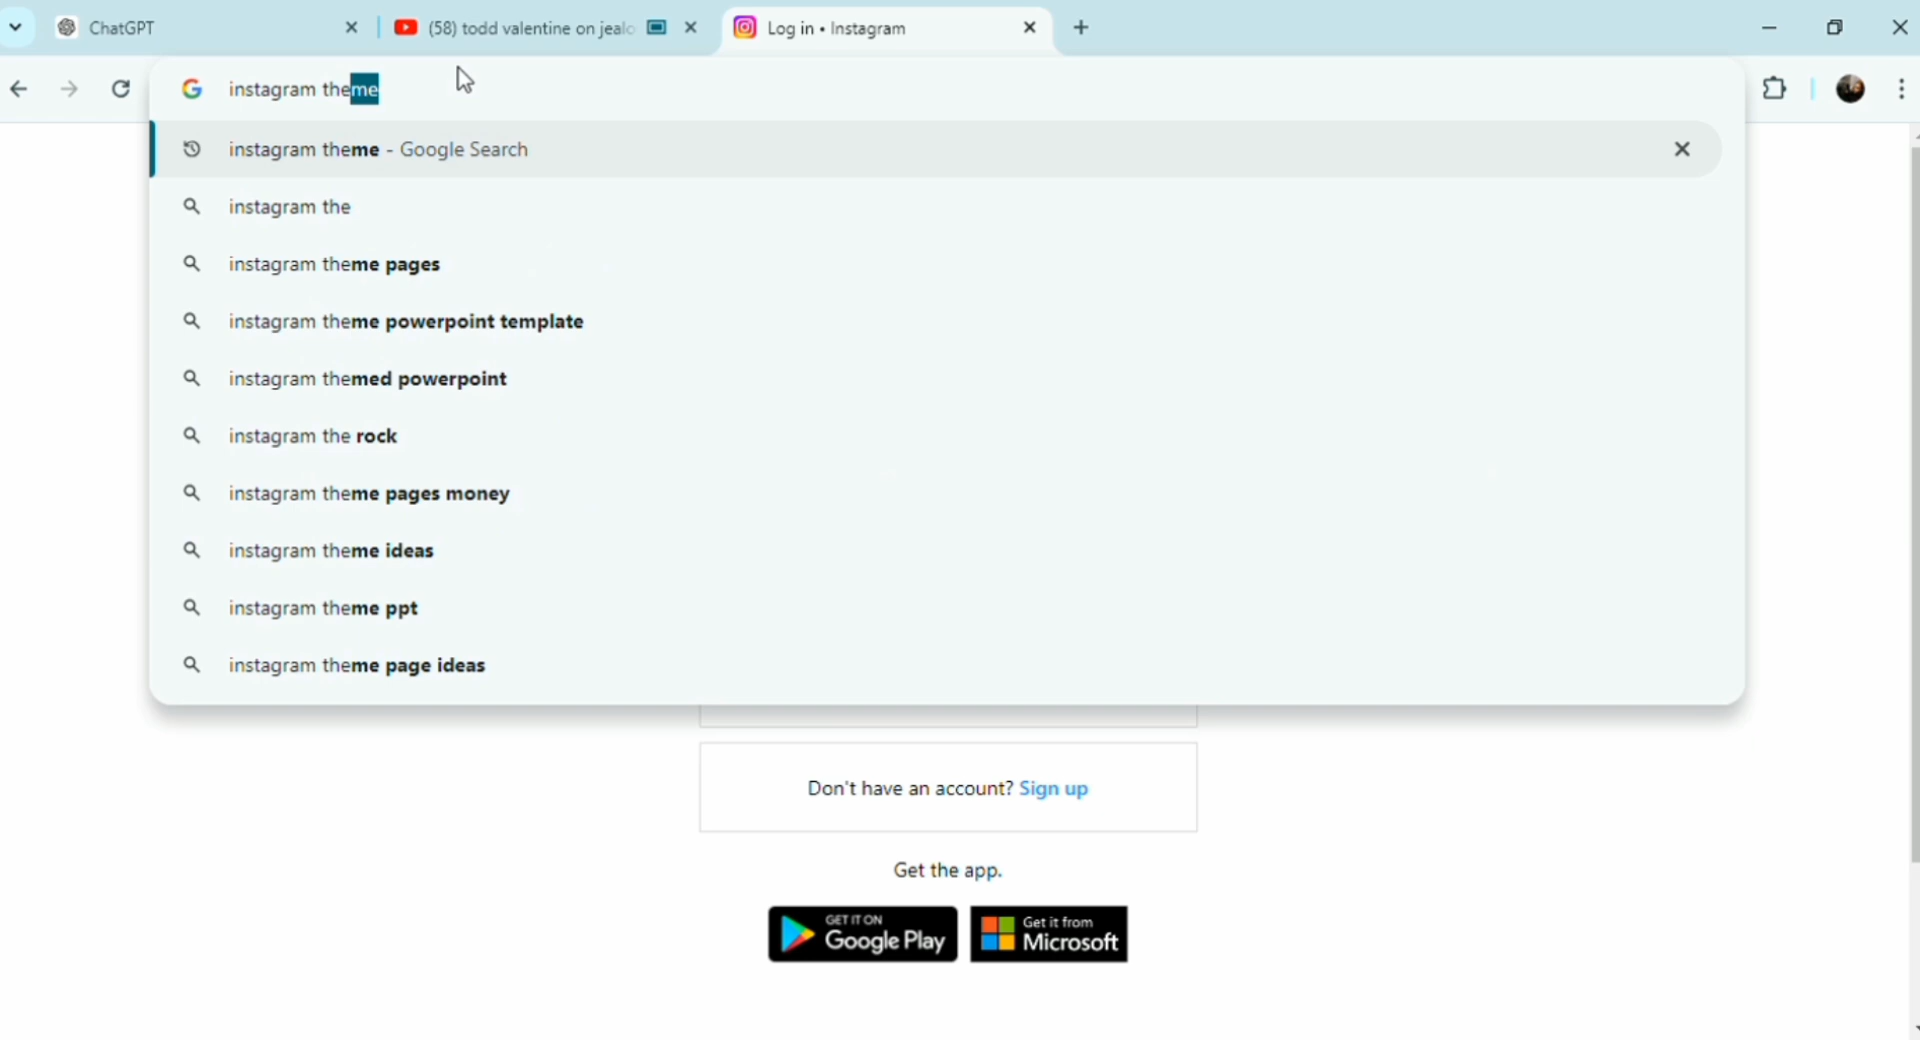 ChatGPT
(58) todd valentine on jealo
Log in • Instagram
instagram theme
instagram theme - Google Search
instagram the
instagram theme pages
instagram theme powerpoint template
instagram themed powerpoint
instagram the rock
instagram theme pages money
instagram theme ideas
instagram theme ppt
instagram theme page ideas
Don't have an account? Sign up
Get the app.
GET IT ON
Google Play
Get it from
Microsoft